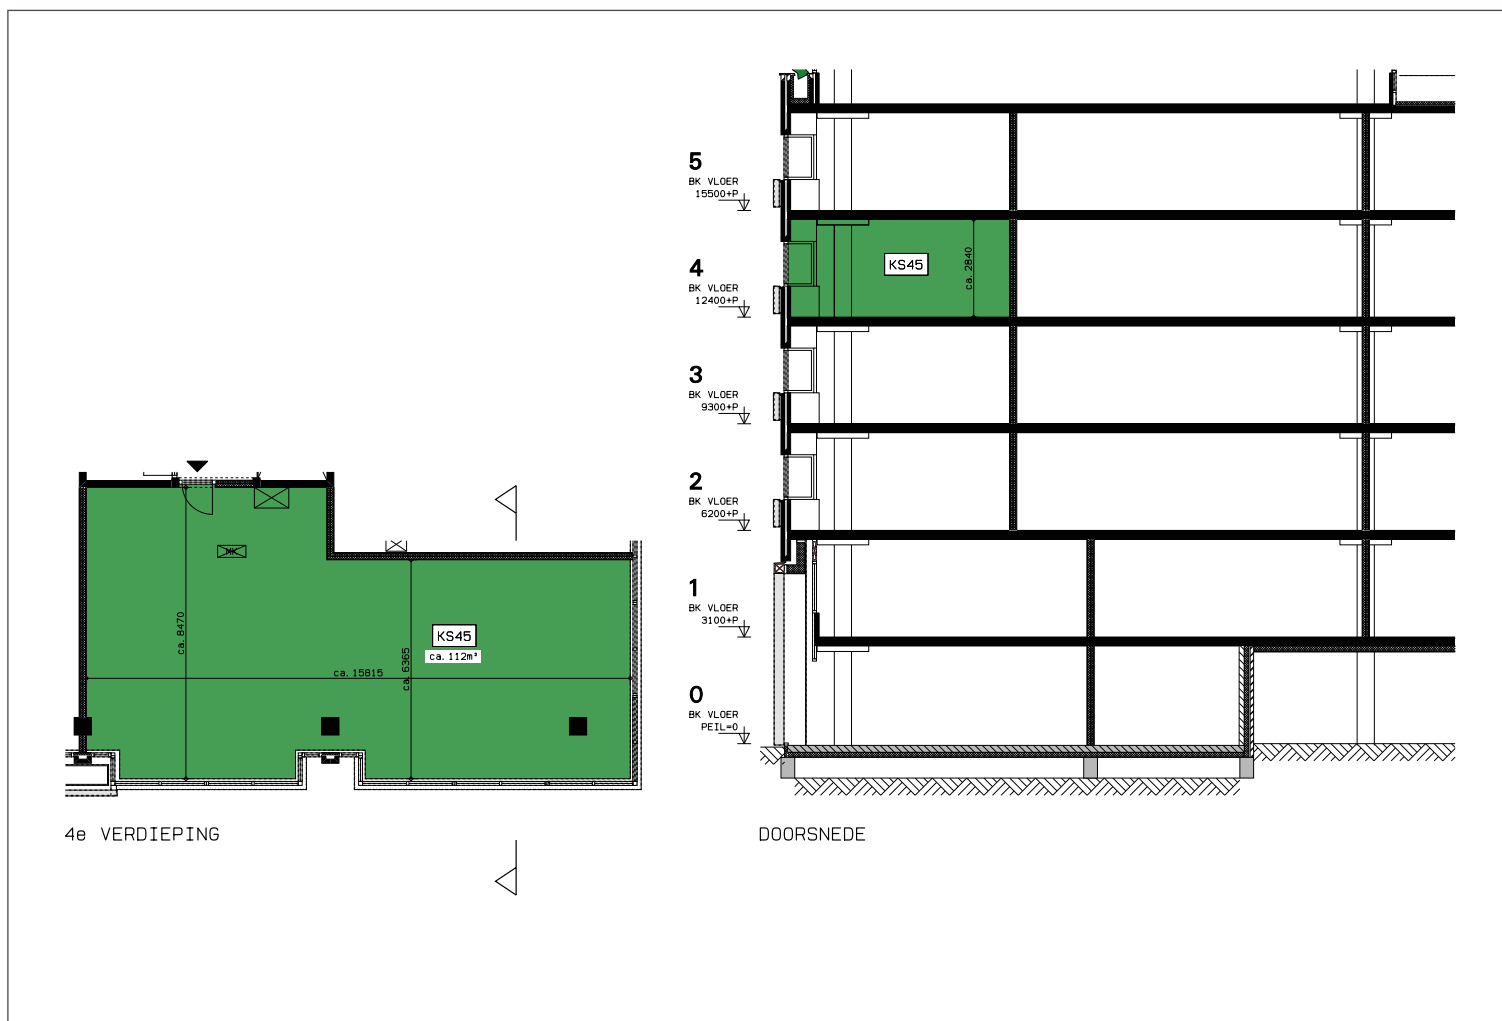 MK
ca. 8470
KS45
ca. 112m²
ca. 15815
ca. 6365
4e VERDIEPING
5
BK VLOER
15500+P
4
BK VLOER
12400+P
KS45
ca. 2840
3
BK VLOER
9300+P
2
BK VLOER
6200+P
1
BK VLOER
3100+P
0
BK VLOER
PEIL=0
DOORSNEDE